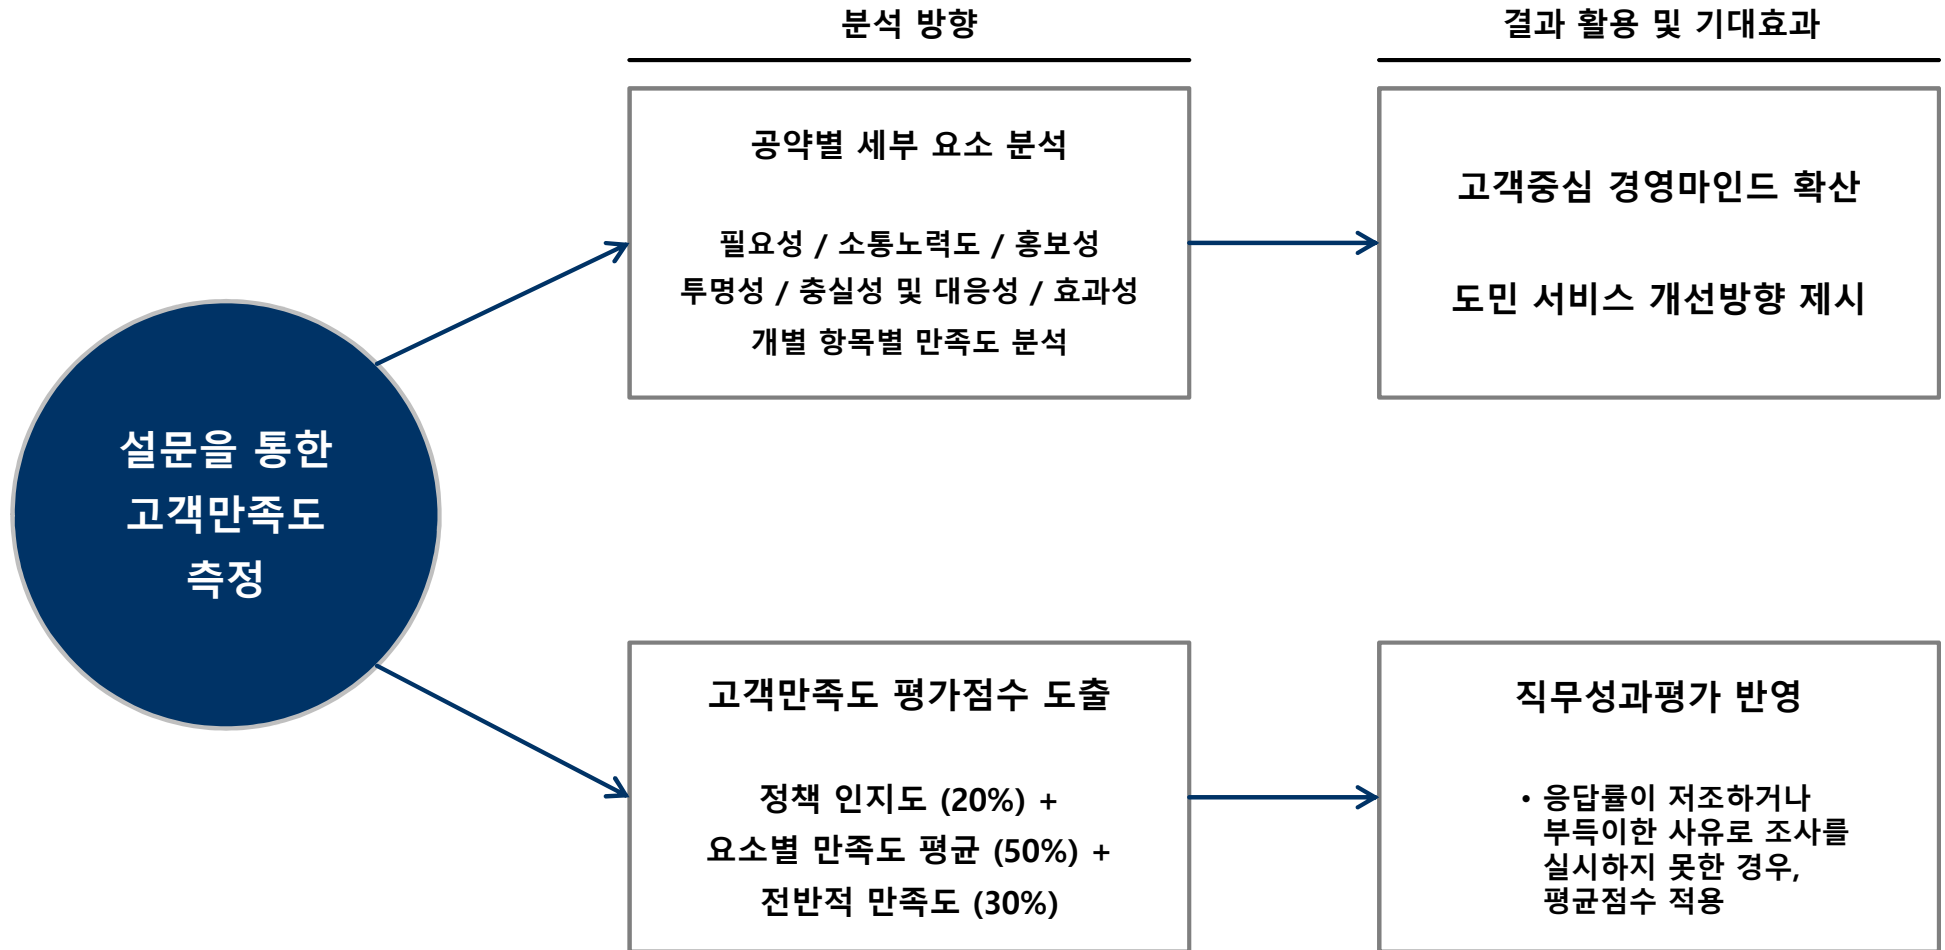 분석 방향
결과 활용 및 기대효과
설문을 통한
고객만족도
측정
공약별 세부 요소 분석
필요성 / 소통노력도 / 홍보성
투명성 / 충실성 및 대응성 / 효과성
개별 항목별 만족도 분석
고객중심 경영마인드 확산
도민 서비스 개선방향 제시
고객만족도 평가점수 도출
정책 인지도 (20%) +
요소별 만족도 평균 (50%) +
전반적 만족도 (30%)
직무성과평가 반영
• 응답률이 저조하거나
부득이한 사유로 조사를
실시하지 못한 경우,
평균점수 적용